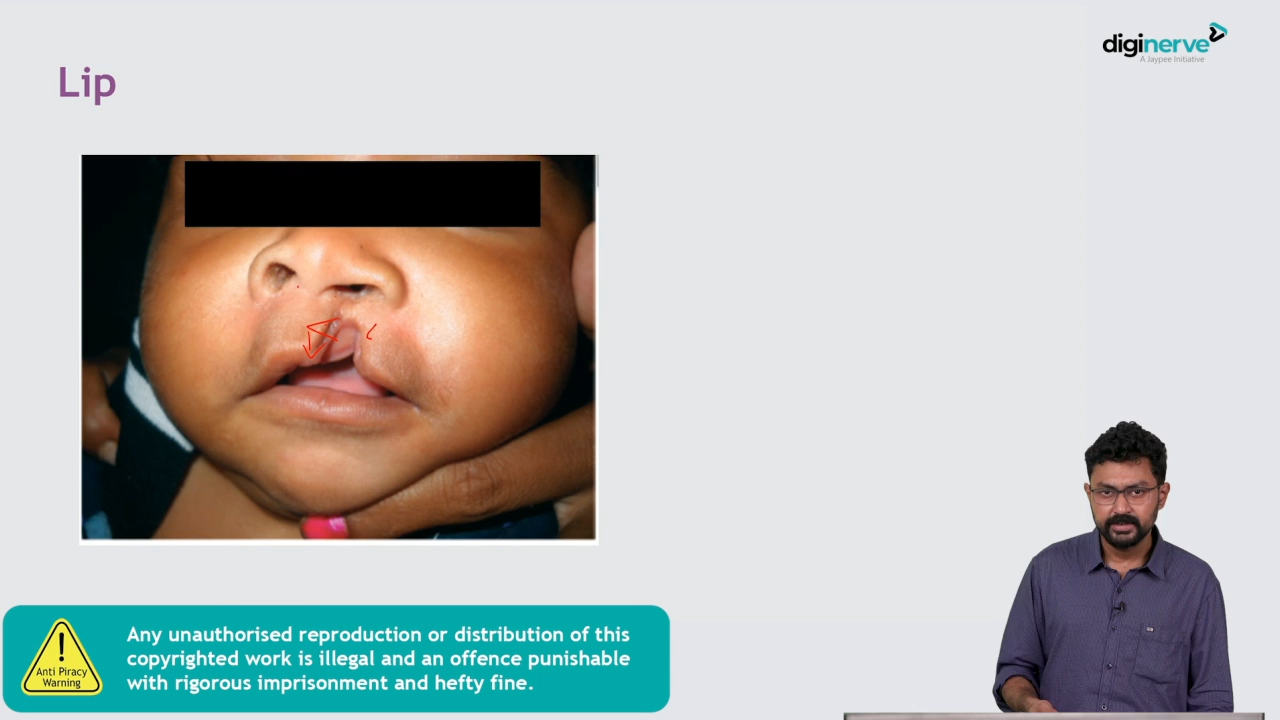 diginerve
A Jaypee Initiative
Lip
Anti Piracy
Warning
Any unauthorised reproduction or distribution of this
copyrighted work is illegal and an offence punishable
with rigorous imprisonment and hefty fine.